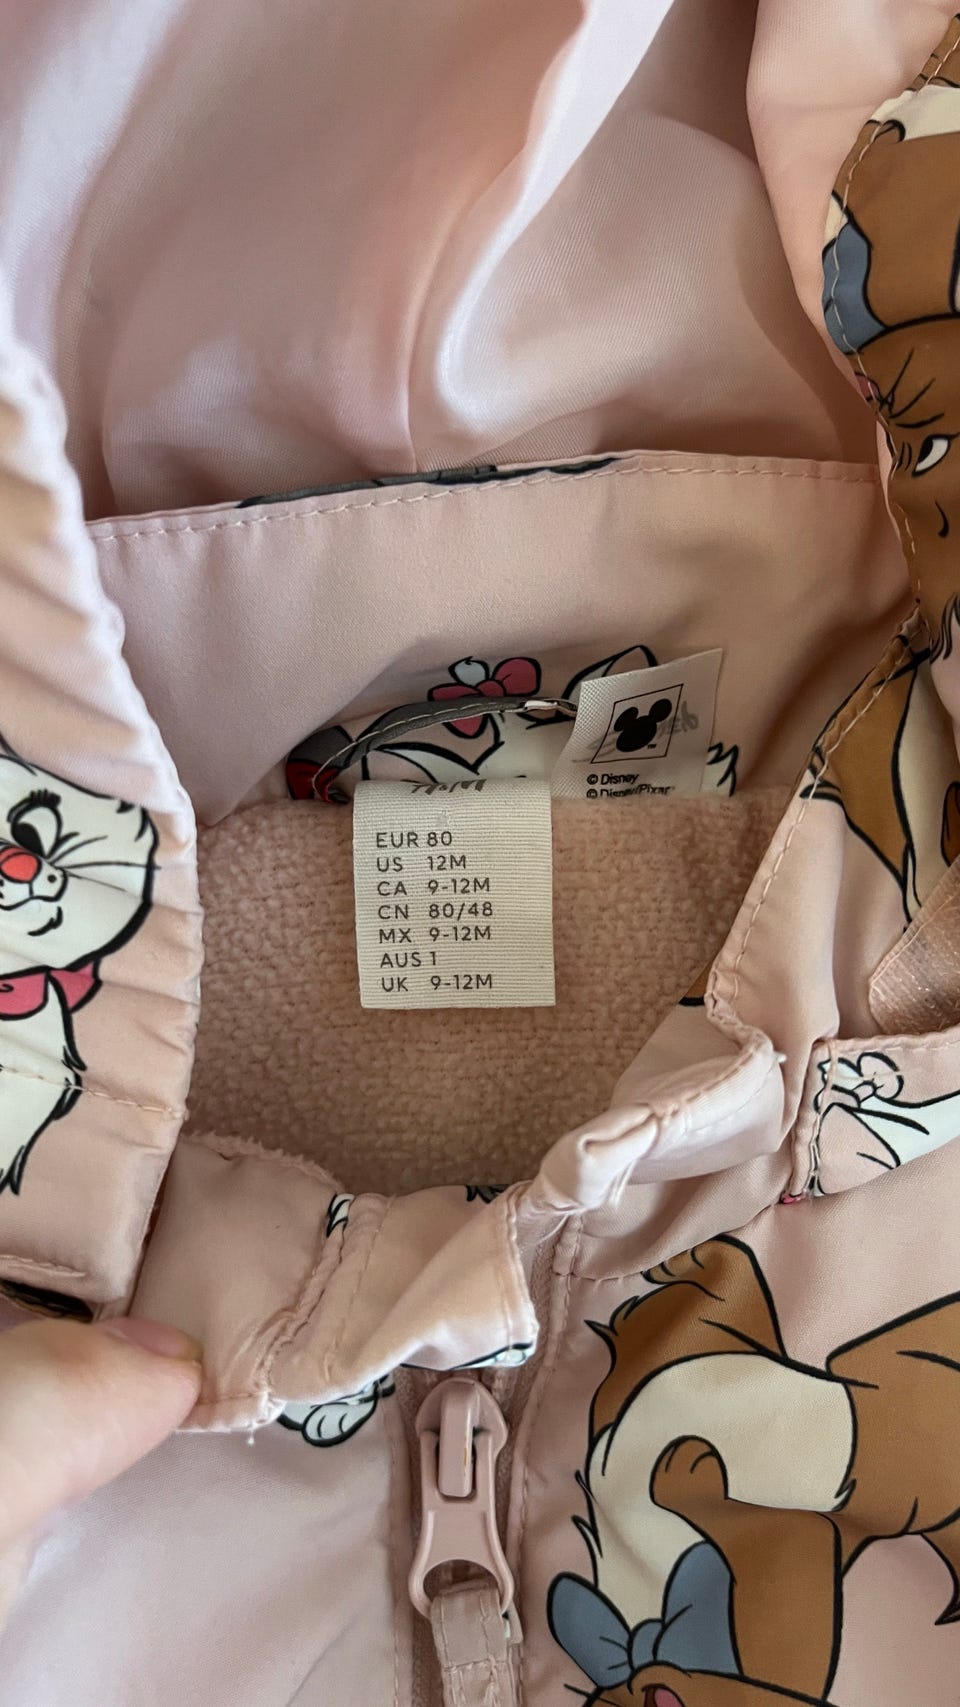 TM
© Disney
© Disney/Pixar
EUR 80
US 12M
CA 9-12M
CN 80/48
MX 9-12M
AUS 1
UK 9-12M